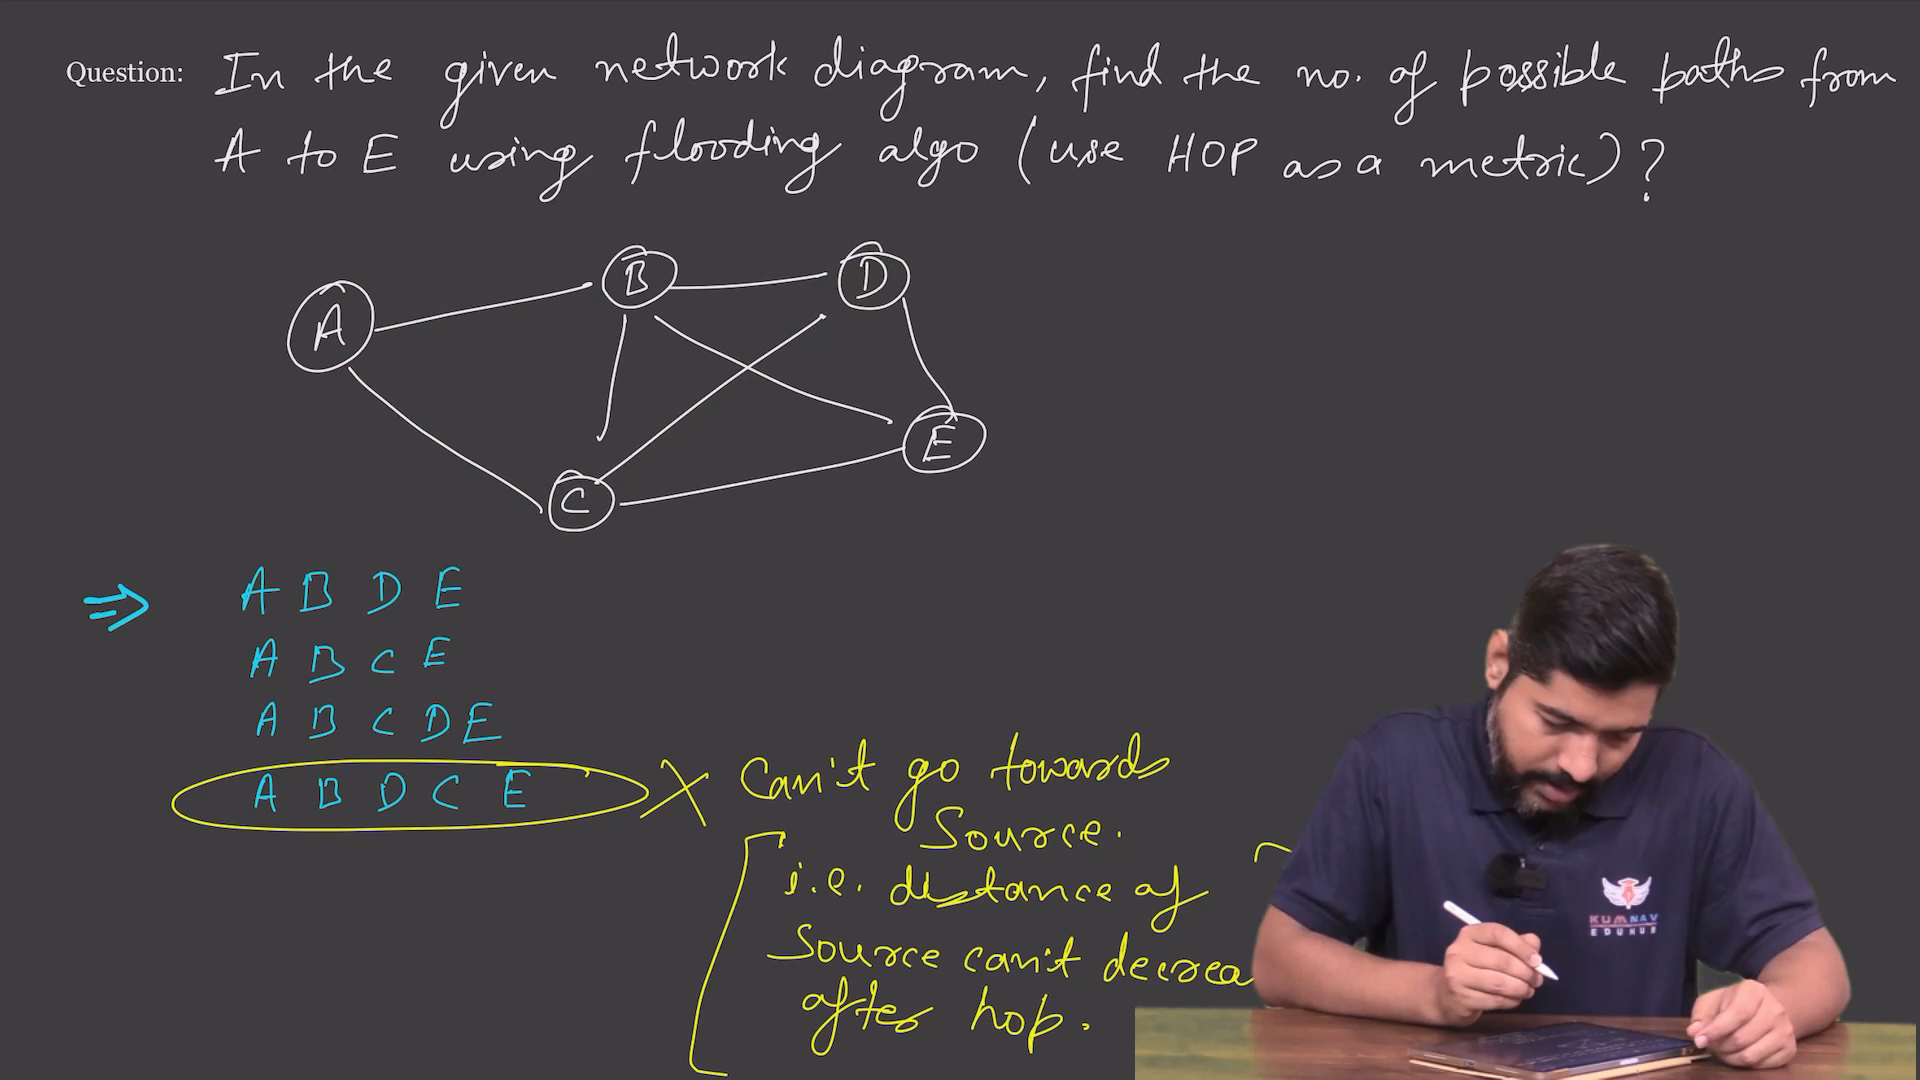 Question: In the given network diagram, find the no. of possible paths from
A to E using flooding algo (use HOP as a metric)?
A
B
D
E
C
⇒ A B D E
A B C E
A B C D E
A B D C E X Can't go towards
Source.
i.e. distance of
Source can't decrea
after hop.
KUMNAV
EDUHUB